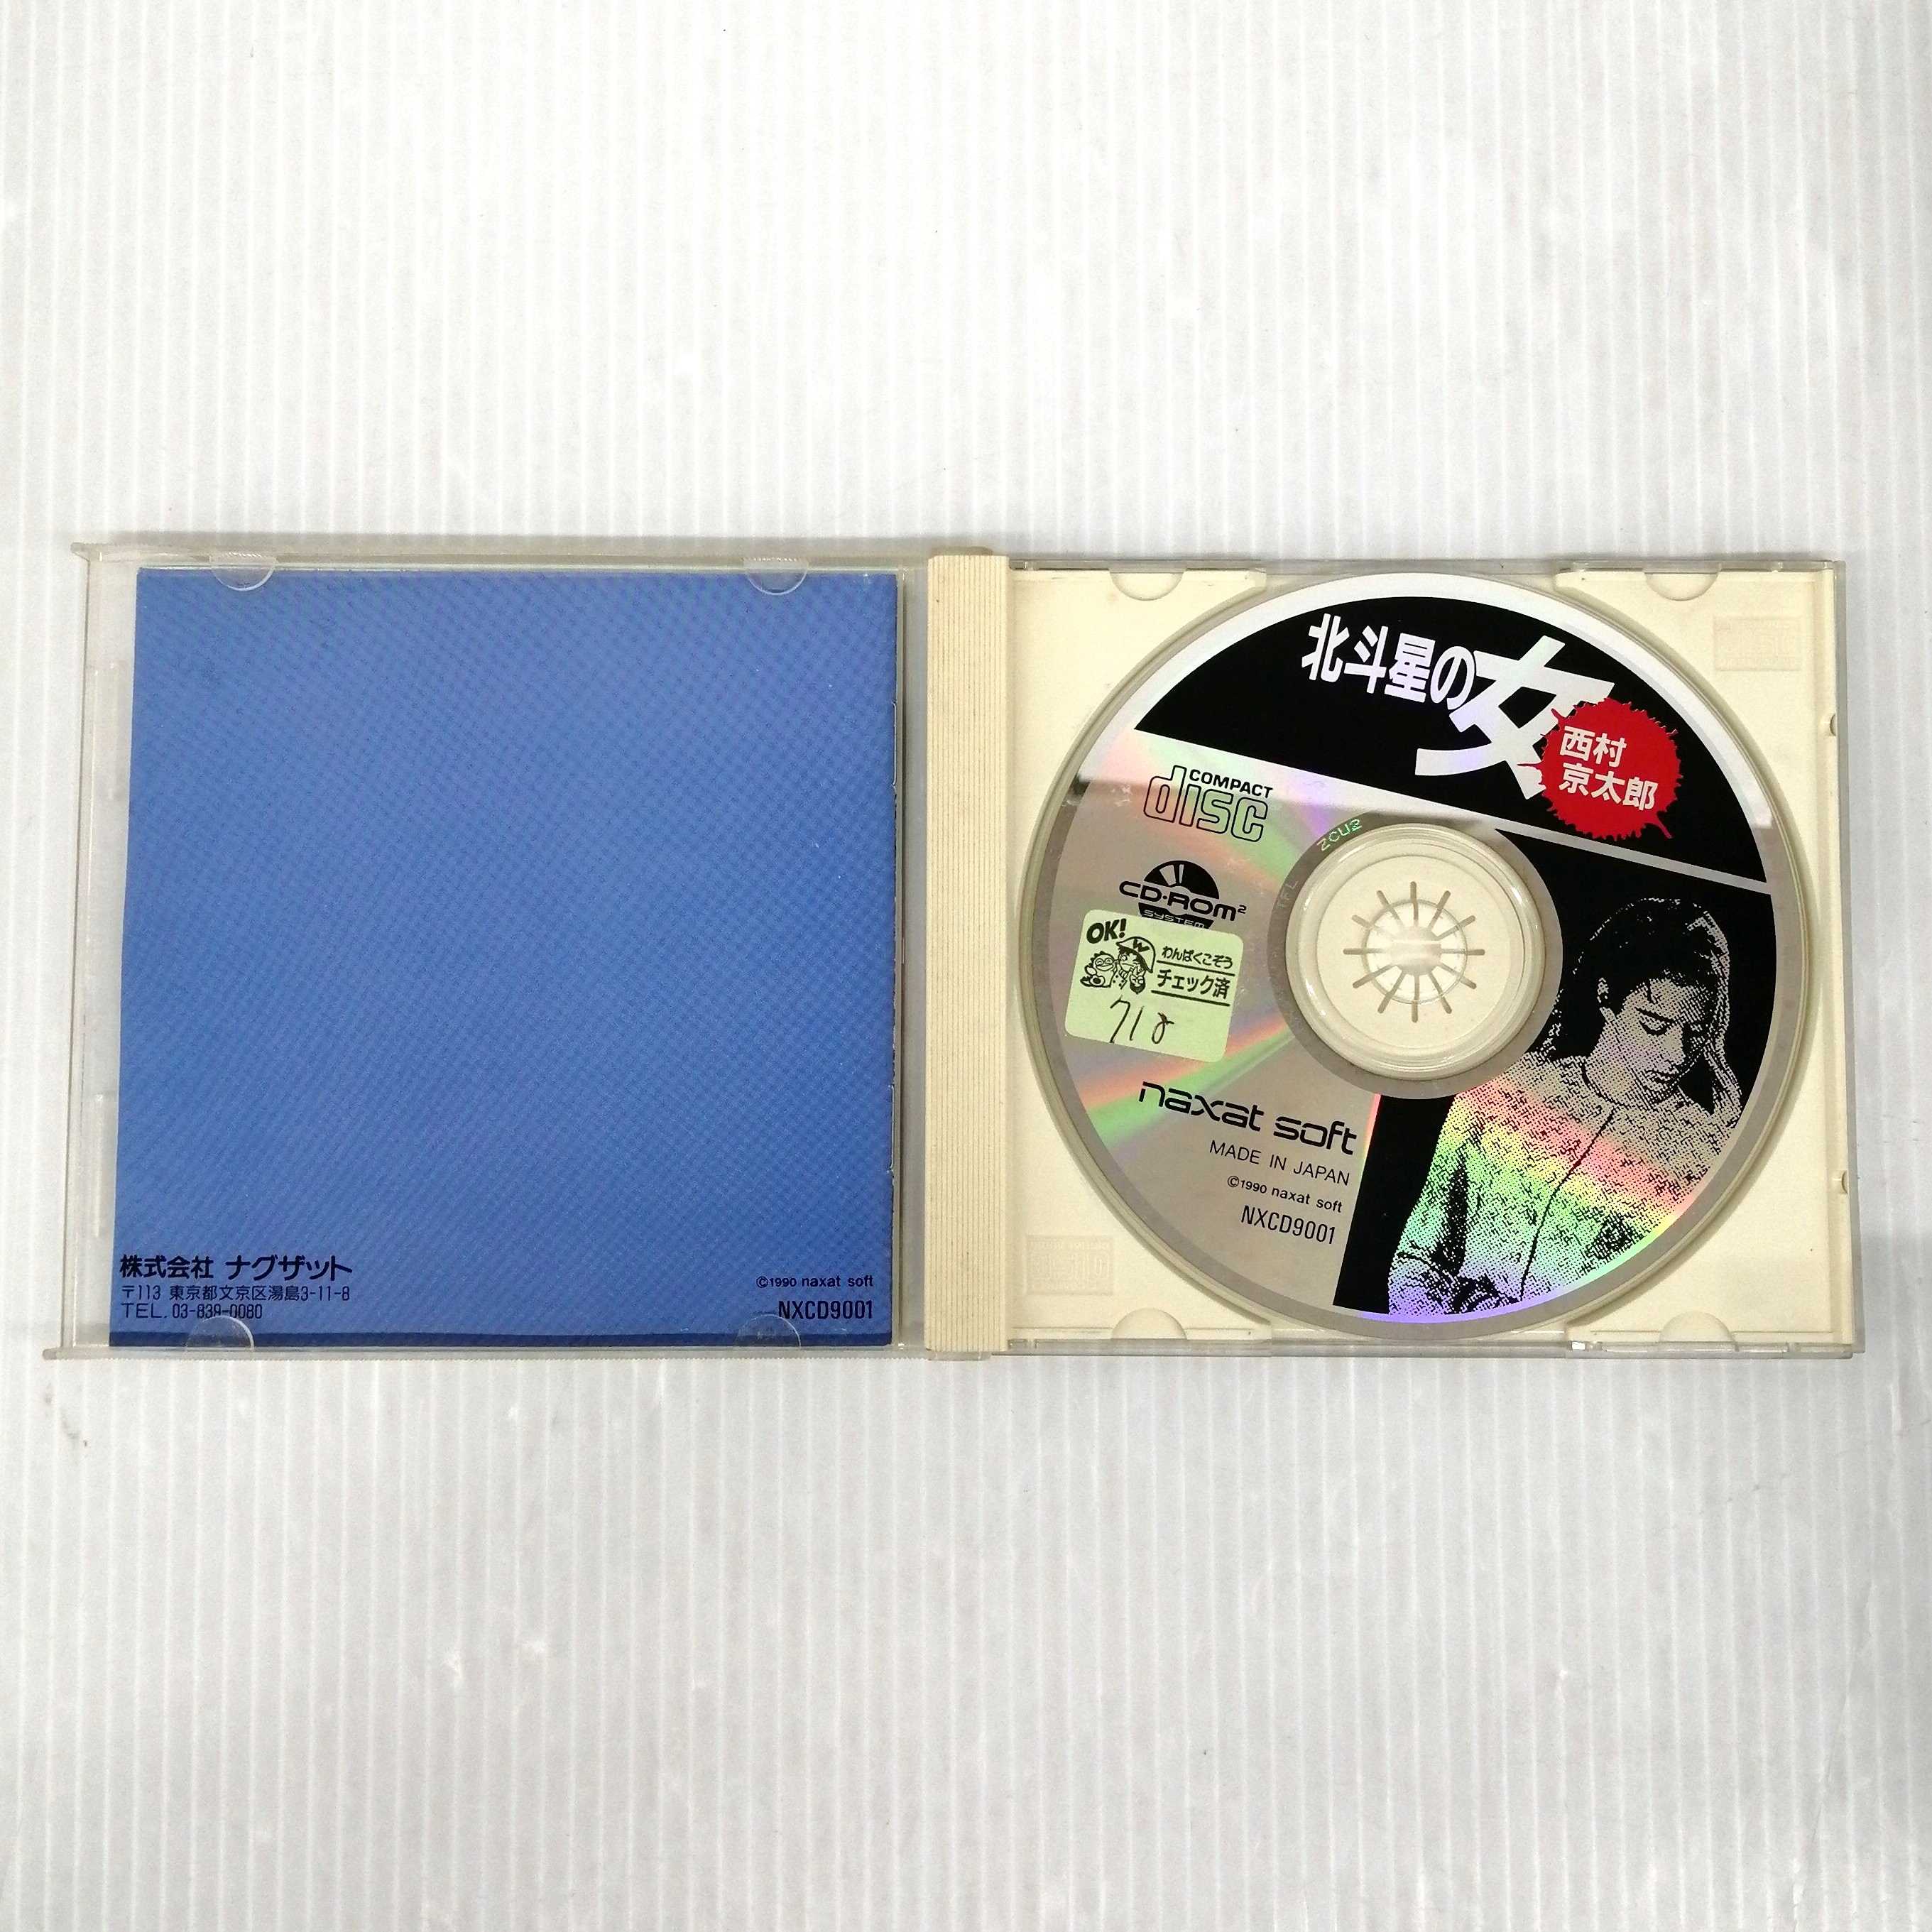 株式会社 ナグザット
〒113 東京都文京区湯島3-11-8
TEL. 03-839-0080
©1990 naxat soft
NXCD9001
北斗星の女
西村
京太郎
COMPACT
disc
CD-ROM²
SYSTEM
OK!
わんぱくこぞう
チェック済
718
naxat soft
MADE IN JAPAN
©1990 naxat soft
NXCD9001